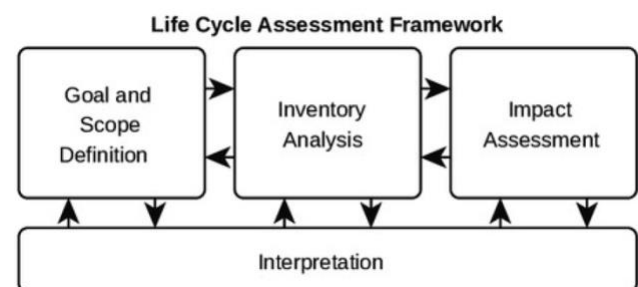 Life Cycle Assessment Framework
Goal and
Scope
Definition
Inventory
Analysis
Impact
Assessment
Interpretation